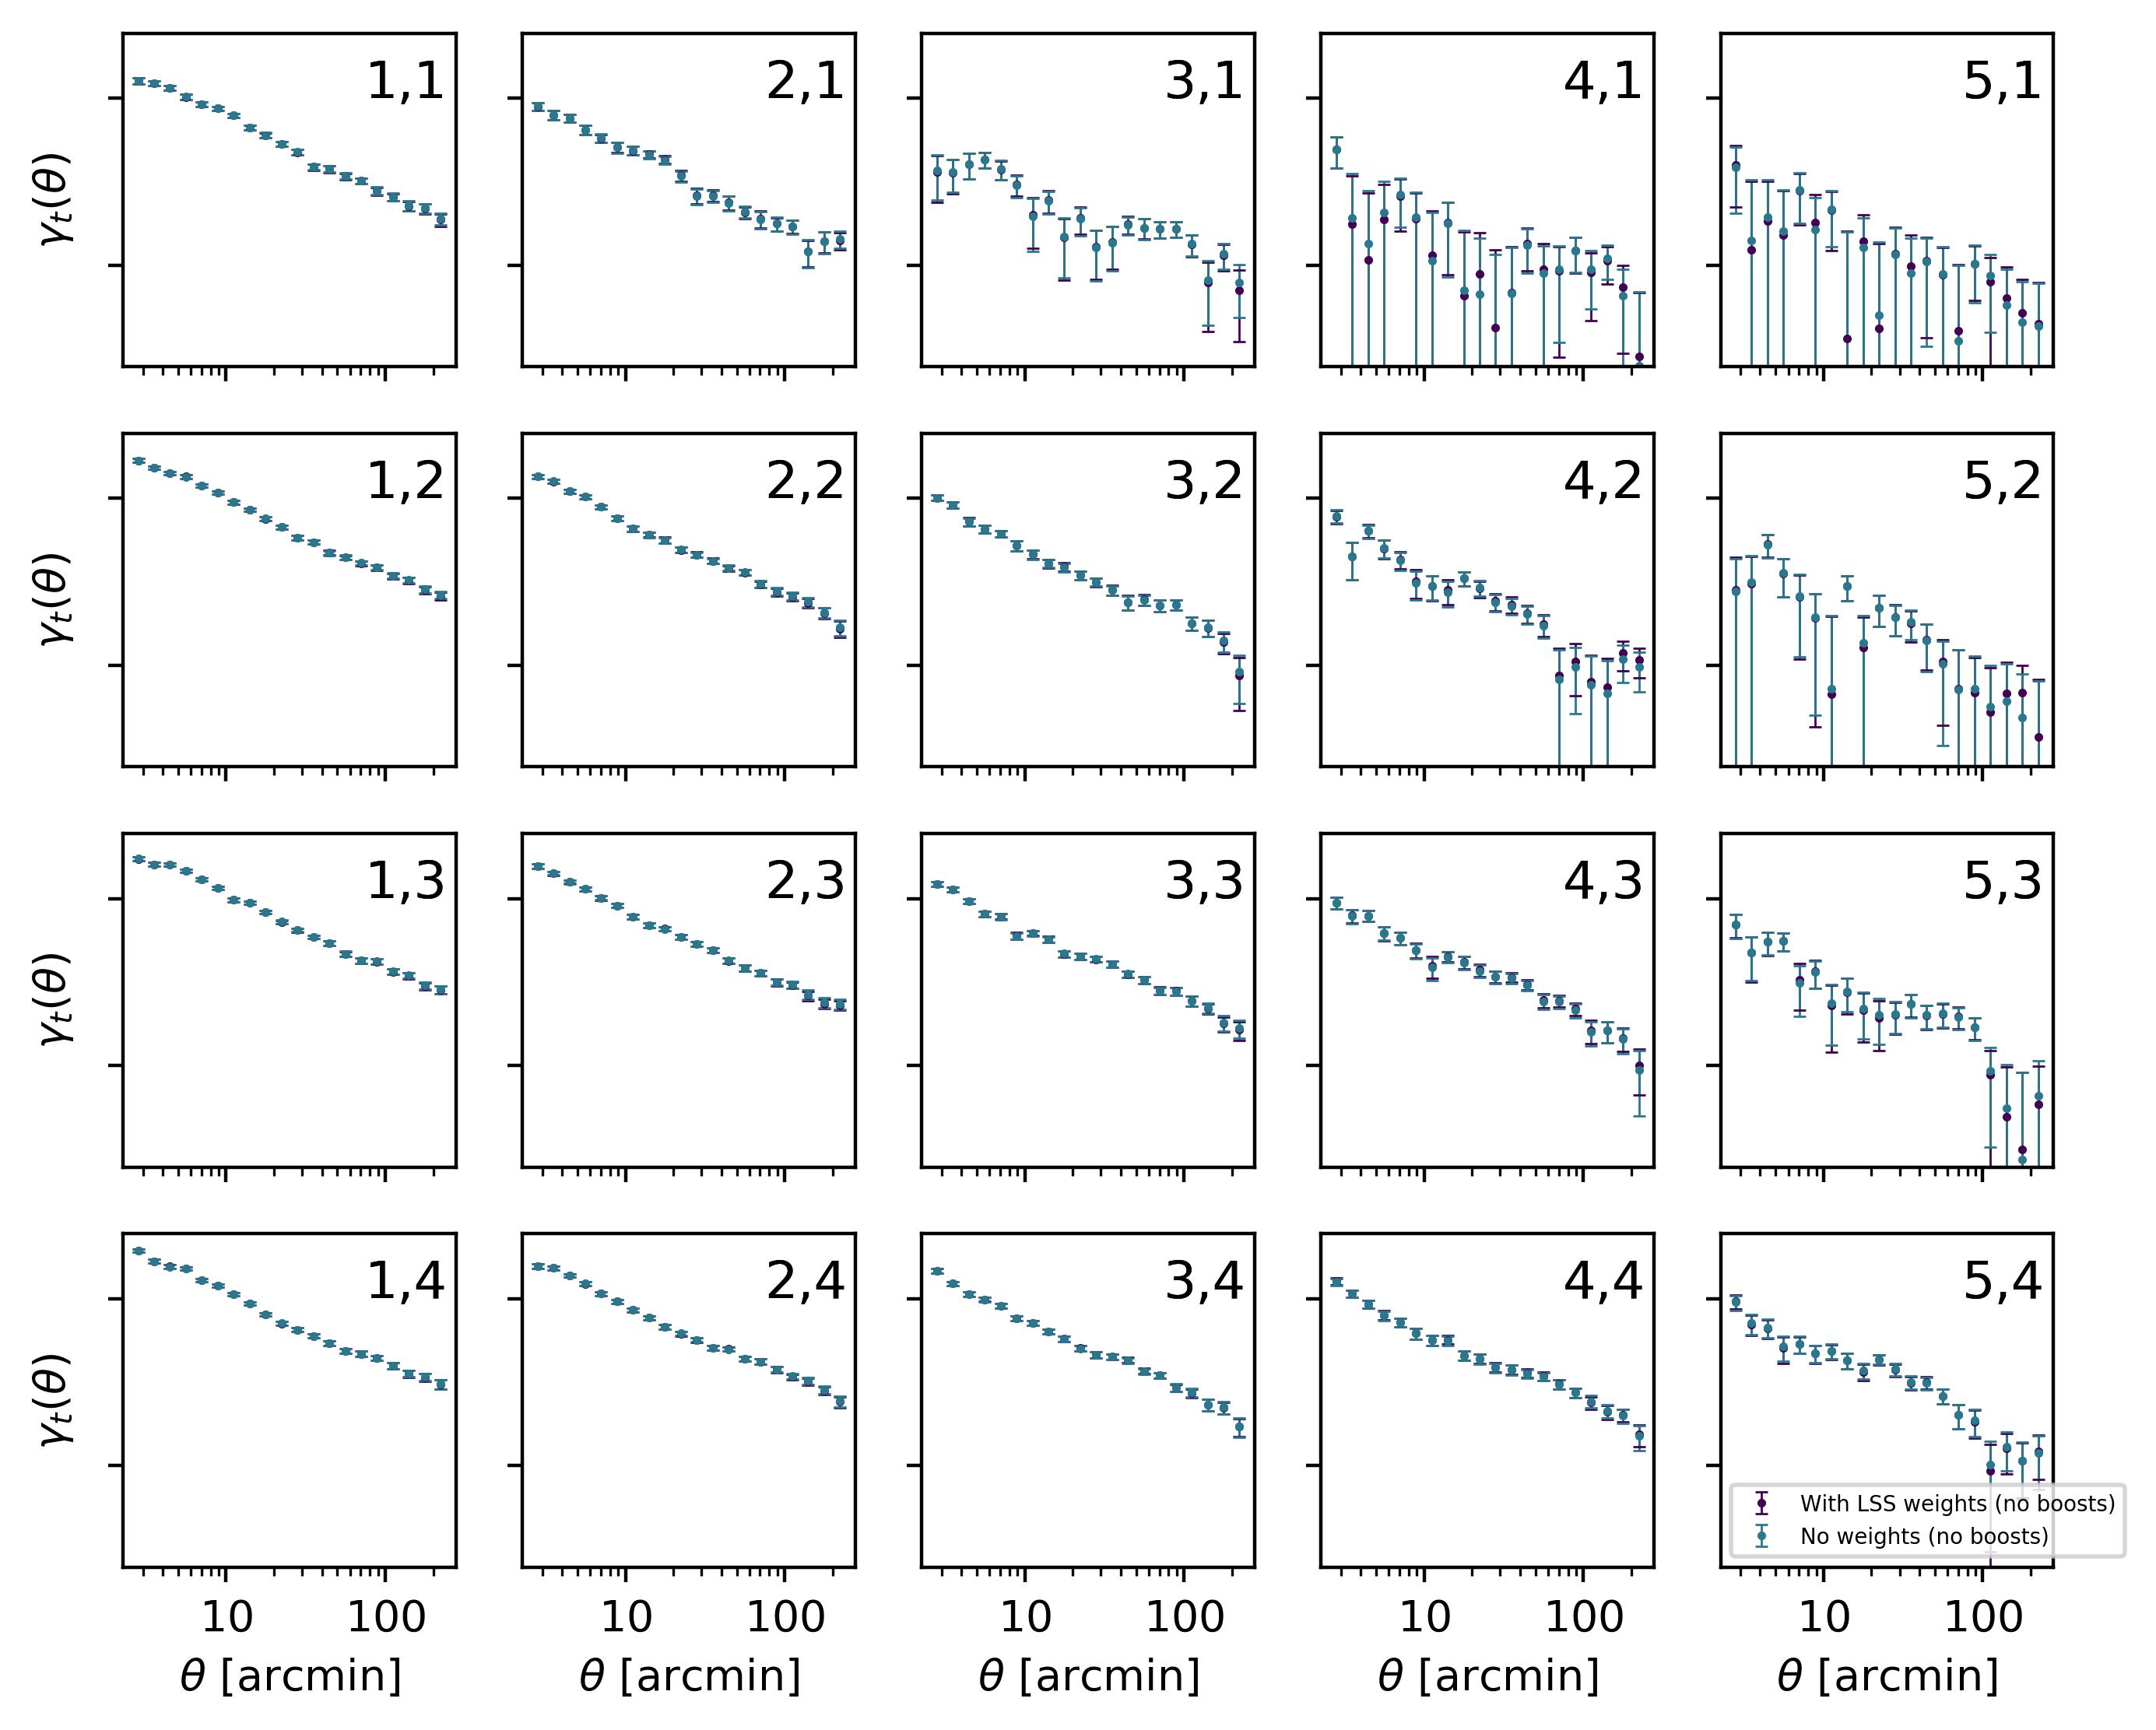 1,1
2,1
3,1
4,1
5,1
γt(θ)
1,2
2,2
3,2
4,2
5,2
γt(θ)
1,3
2,3
3,3
4,3
5,3
γt(θ)
1,4
2,4
3,4
4,4
5,4
γt(θ)
With LSS weights (no boosts)
No weights (no boosts)
10 100
10 100
10 100
10 100
10 100
θ [arcmin]
θ [arcmin]
θ [arcmin]
θ [arcmin]
θ [arcmin]